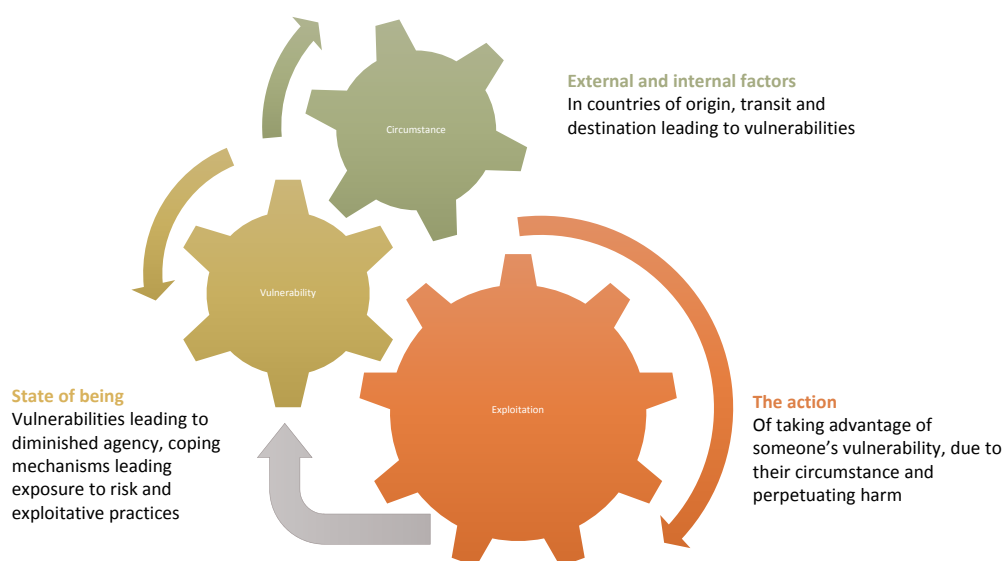 External and internal factors
In countries of origin, transit and
destination leading to vulnerabilities
Circumstance
Vulnerability
State of being
Vulnerabilities leading to
diminished agency, coping
mechanisms leading
exposure to risk and
exploitative practices
Exploitation
The action
Of taking advantage of
someone’s vulnerability, due to
their circumstance and
perpetuating harm